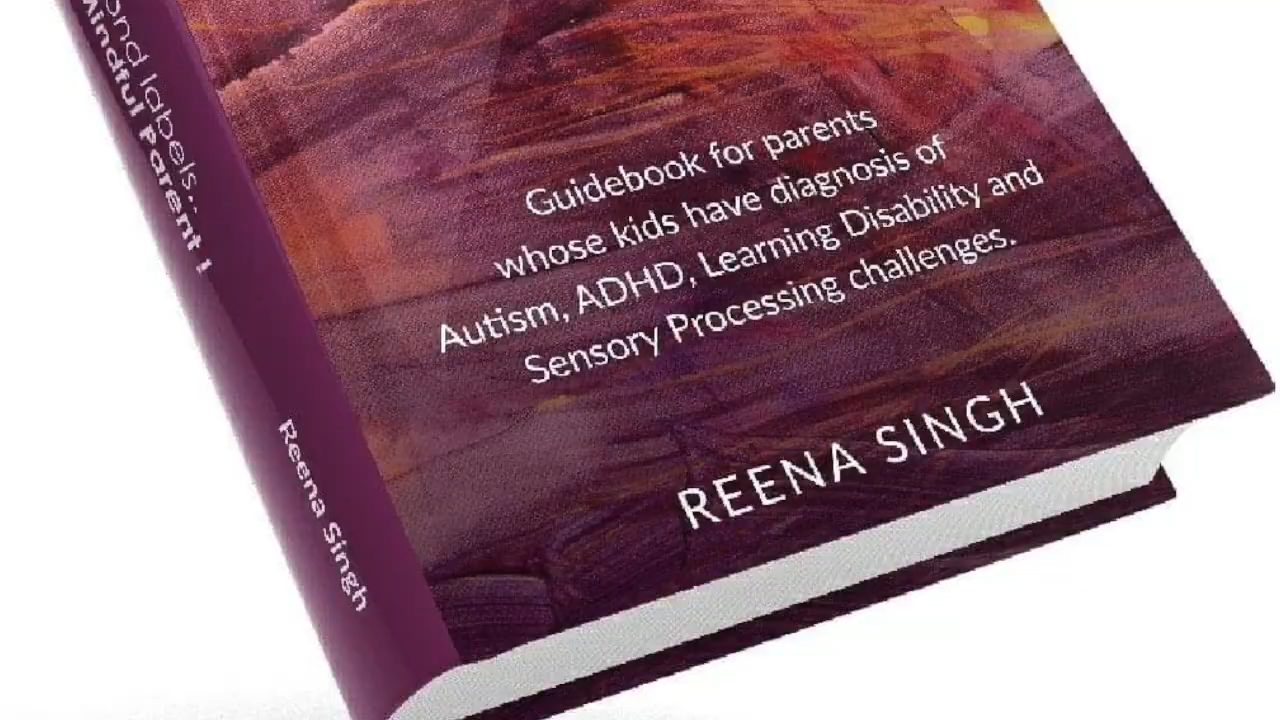 Guidebook for parents
whose kids have diagnosis of
Autism, ADHD, Learning Disability and
Sensory Processing challenges.
REENA SINGH
ond labels...
Mindful Parent !
Reena Singh